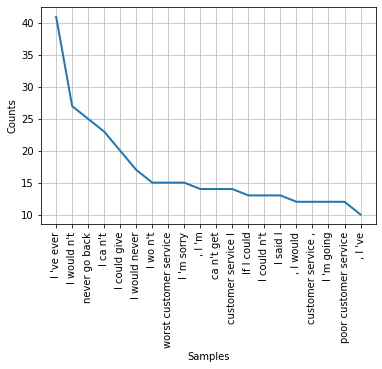 40
35
30
25
20
15
10
Counts
I 've ever
I would n't
never go back
I ca n't
I could give
I would never
I wo n't
worst customer service
I 'm sorry
, I 'm
ca n't get
customer service I
If I could
I could n't
I said I
, I would
customer service ,
I 'm going
poor customer service
, I 've
Samples